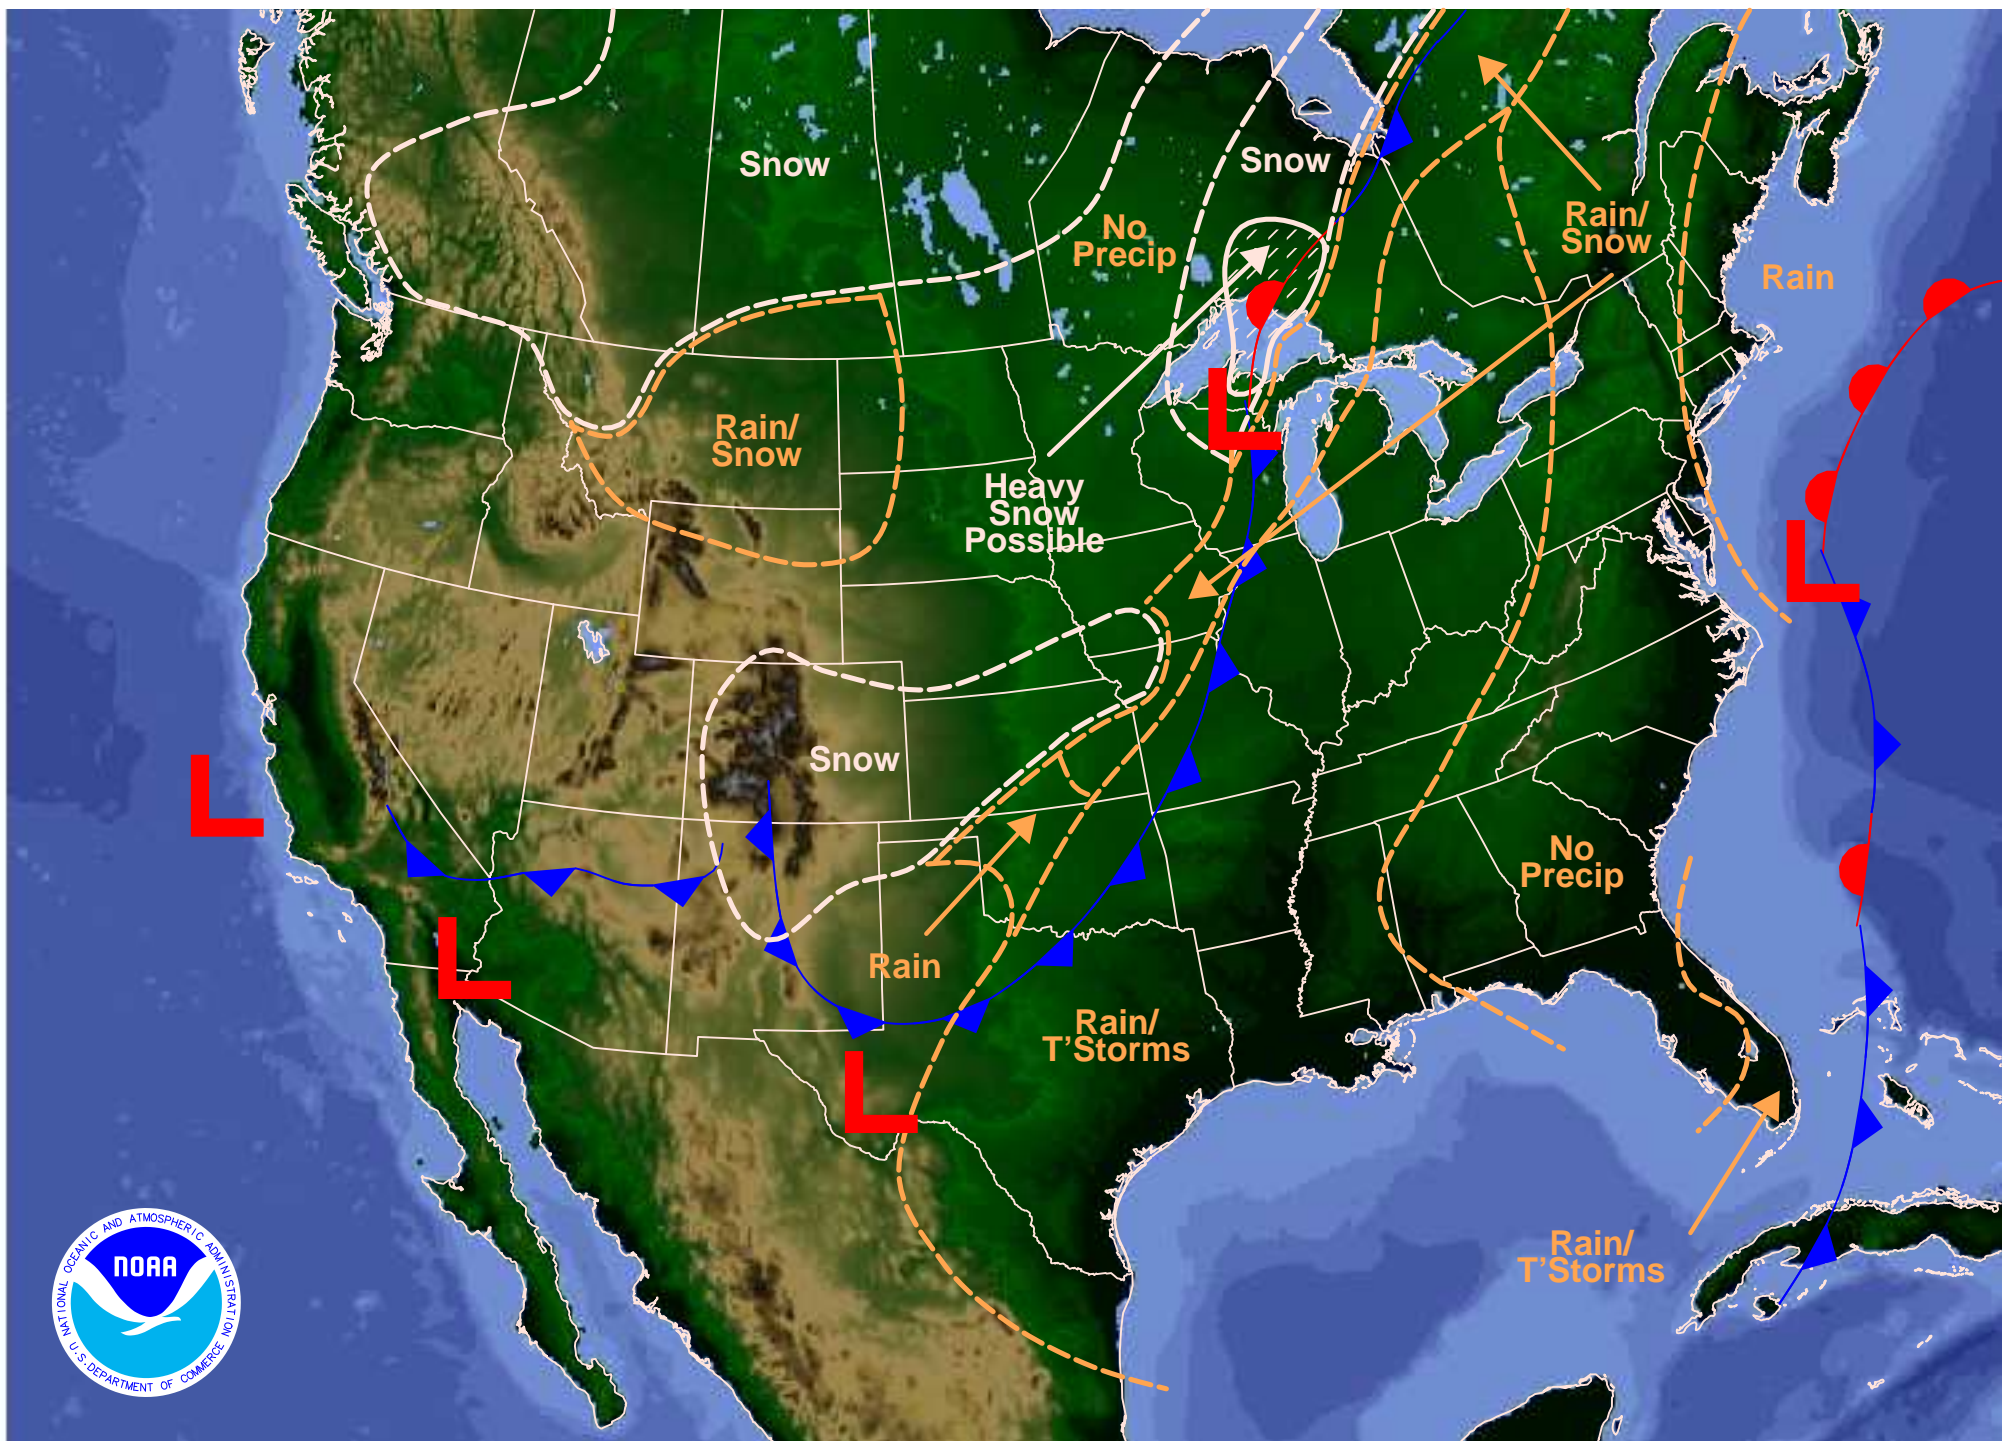 Snow
Snow
No
Precip
Rain/
Snow
Rain
Rain/
Snow
Heavy
Snow
Possible
Snow
No
Precip
Rain
Rain/
T'Storms
Rain/
T'Storms
L
L
L
L
L
NATIONAL OCEANIC AND ATMOSPHERIC ADMINISTRATION
NOAA
U.S. DEPARTMENT OF COMMERCE